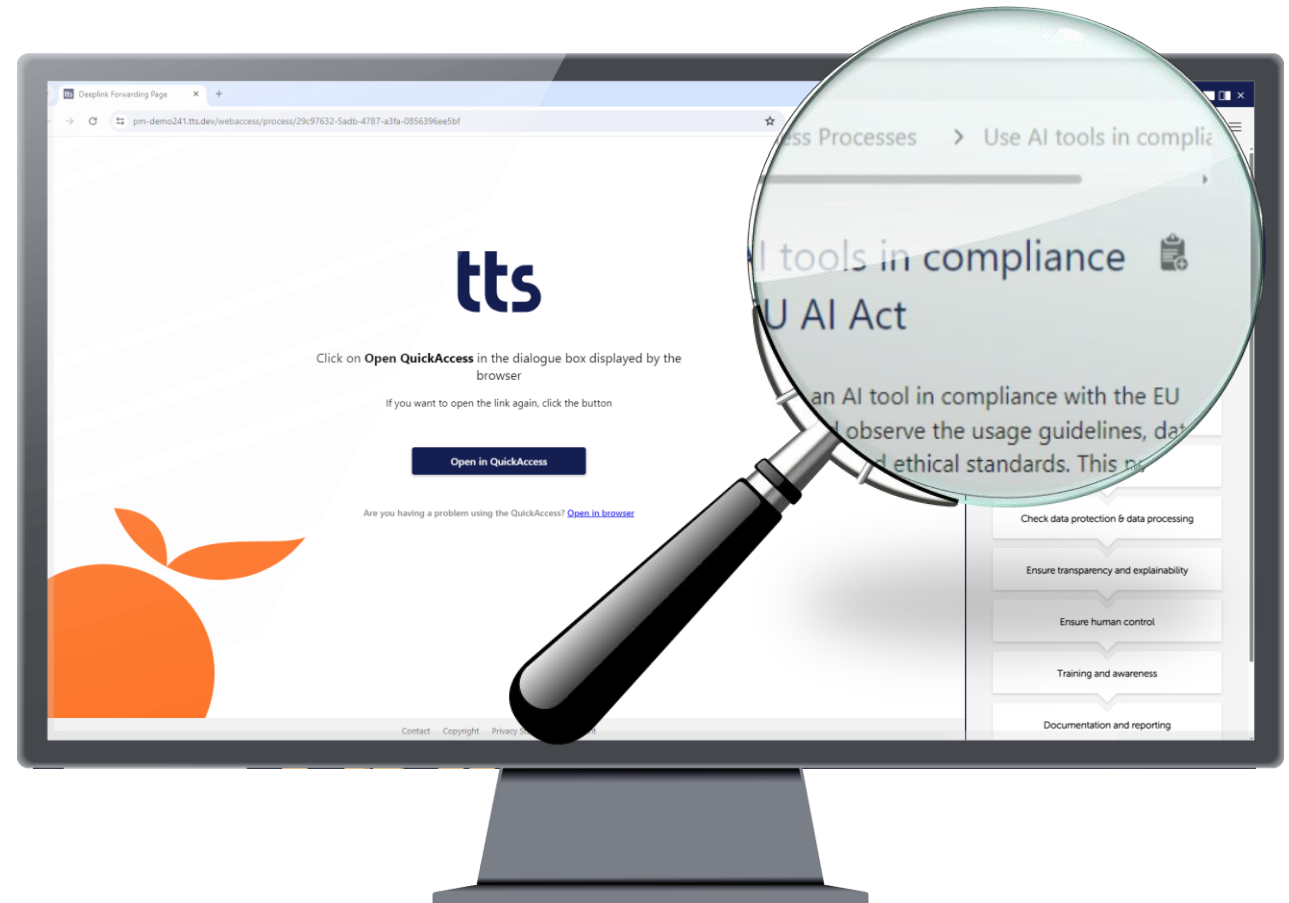 tts Deeplink Forwarding Page
pm-demo241.tts.dev/webaccess/process/29c97632-5adb-4787-a3fa-0856396ee5bf
tts
Click on Open QuickAccess in the dialogue box displayed by the
browser
If you want to open the link again, click the button
Open in QuickAccess
Are you having a problem using the QuickAccess? Open in browser
Contact Copyright Privacy
Processes > Use AI tools in
tools in compliance
AI Act
an AI tool in compliance with the EU
observe the usage guidelines,
ethical standards. This
Check data protection & data processing
Ensure transparency and explainability
Ensure human control
Training and awareness
Documentation and reporting